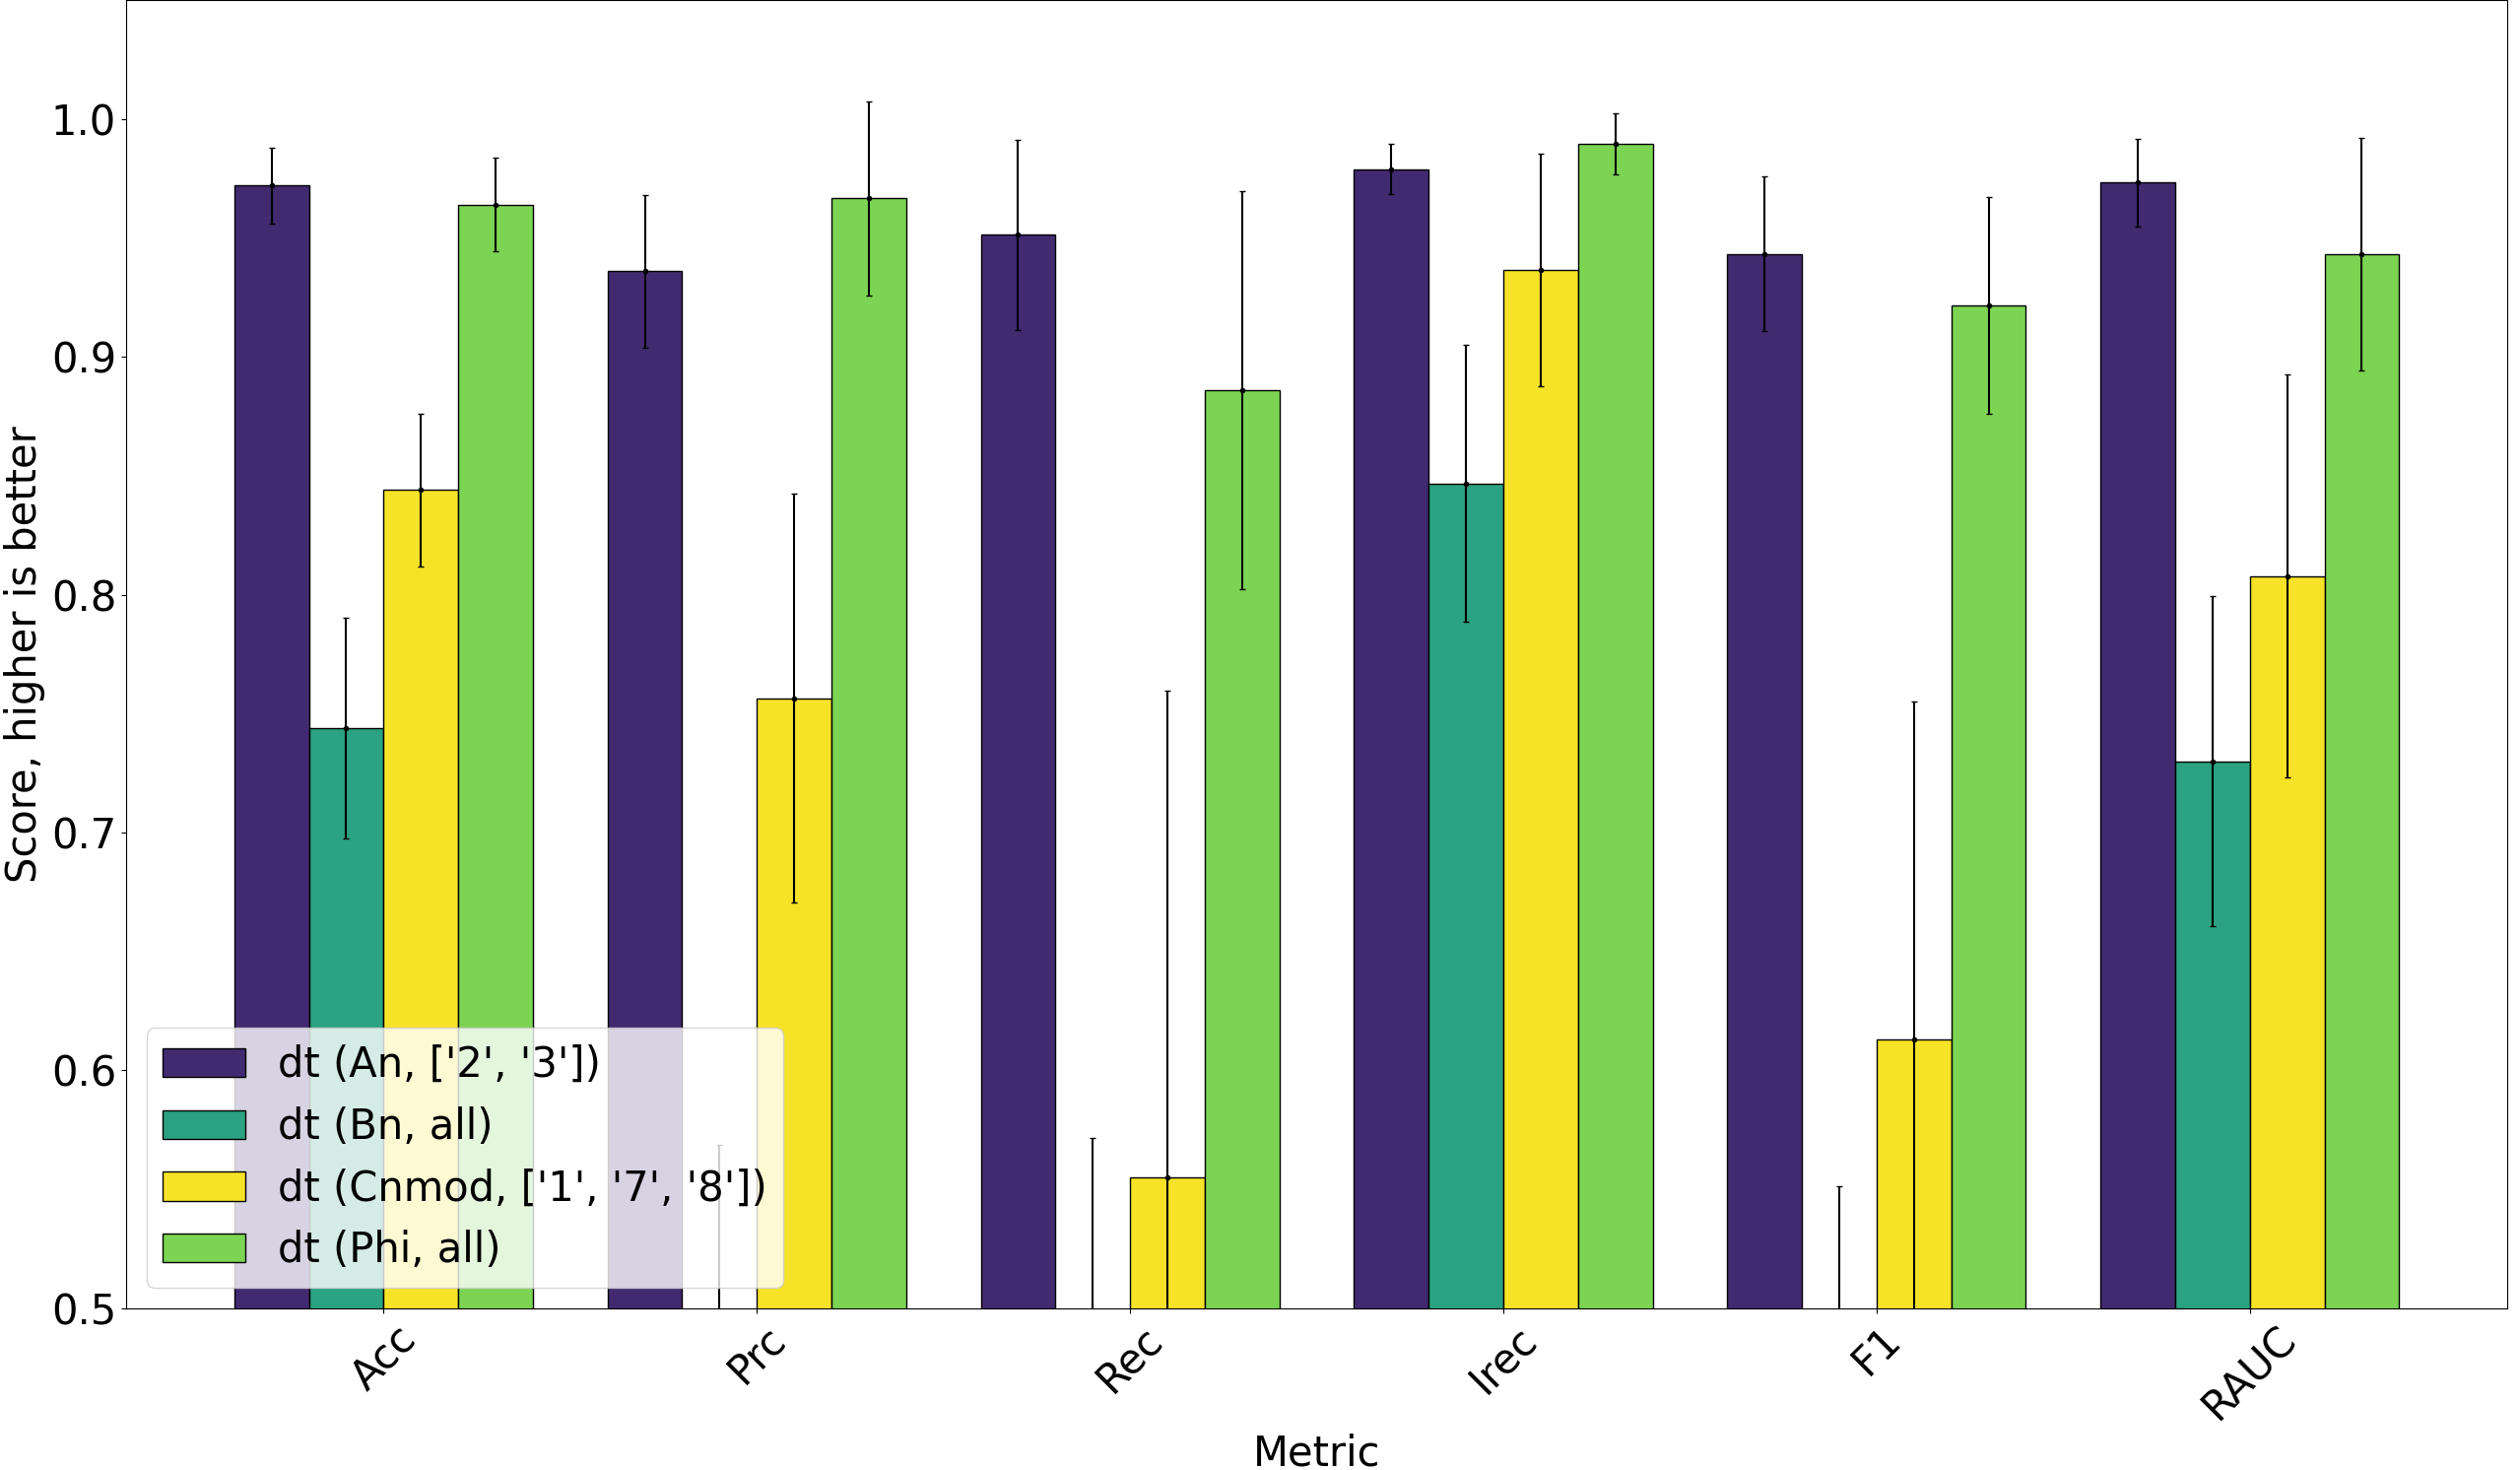 Score, higher is better
1.0
0.9
0.8
0.7
0.6
0.5
dt (An, ['2', '3'])
dt (Bn, all)
dt (Cnmod, ['1', '7', '8'])
dt (Phi, all)
Acc
Prc
Rec
Irec
F1
RAUC
Metric